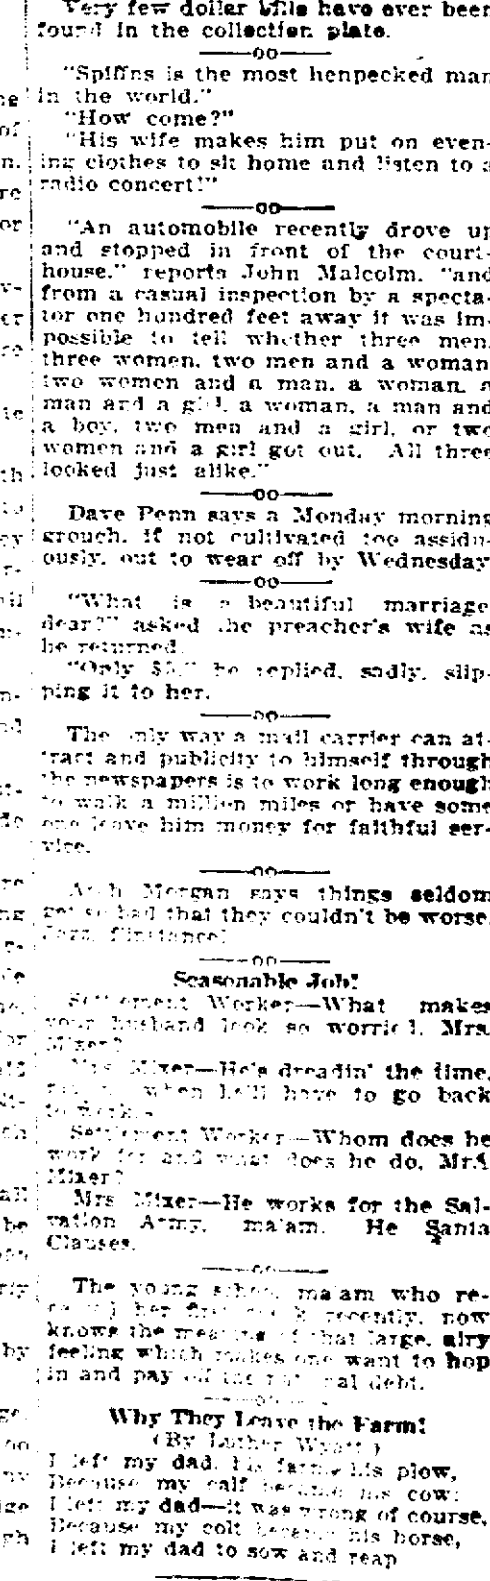 Very few dollar bills have ever been
found in the collection plate.
——oo——
"Spiffns is the most henpecked man
in the world."
"How come?"
"His wife makes him put on even-
ing clothes to sit home and listen to a
radio concert!"
——oo——
"An automobile recently drove up
and stopped in front of the court-
house," reports John Malcolm, "and
from a casual inspection by a specta-
tor one hundred feet away it was im-
possible to tell whether three men,
three women, two men and a woman
two women and a man, a woman, a
man and a girl, a woman, a man and
a boy, two men and a girl, or two
women and a girl got out. All three
looked just alike."
——oo——
Dave Penn says a Monday morning
grouch, if not cultivated too assidu-
ously, out to wear off by Wednesday
——oo——
"What is a beautiful marriage,
dear?" asked the preacher's wife as
he returned.
"Only $5," he replied, sadly, slip-
ping it to her.
——oo——
The only way a mail carrier can at-
tract and publicity to himself through
the newspapers is to work long enough
to walk a million miles or have some
one leave him money for faithful ser-
vice.
——oo——
Arch Morgan says things seldom
get so bad that they couldn't be worse.
Jazz, f'instance!
——oo——
Seasonable Job!
Settlement Worker—What makes
your husband look so worried, Mrs.
Mixer?
Mrs Mixer—He's dreadin' the time,
when he'll have to go back
to work.
Settlement Worker—Whom does he
work for and what does he do, Mrs.
Mixer?
Mrs Mixer—He works for the Sal-
vation Army, ma'am. He Santa
Clauses.
——oo——
The young school ma'am who re-
her first recently, now
knows the meaning of that large, airy
feeling which makes one want to hop
in and pay off the national debt.
——oo——
Why They Leave the Farm!
(By Luther Wyatt)
I left my dad, his farm, his plow,
Because my calf became his cow;
I left my dad—it was wrong of course,
Because my colt became his horse,
I left my dad to sow and reap